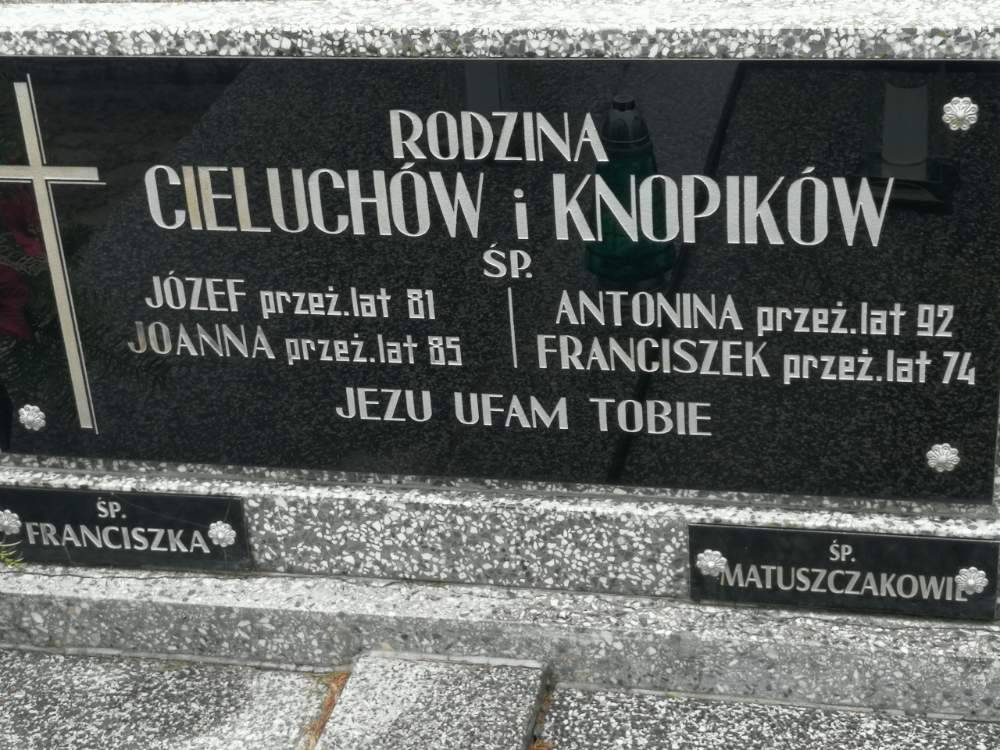 RODZINA
CIELUCHÓW i KNOPIKÓW
ŚP.
JÓZEF przeż.lat 81
JOANNA przeż.lat 85
ANTONINA przeż.lat 92
FRANCISZEK przeż.lat 74
JEZU UFAM TOBIE
ŚP.
FRANCISZKA
ŚP.
MATUSZCZAKOWIE